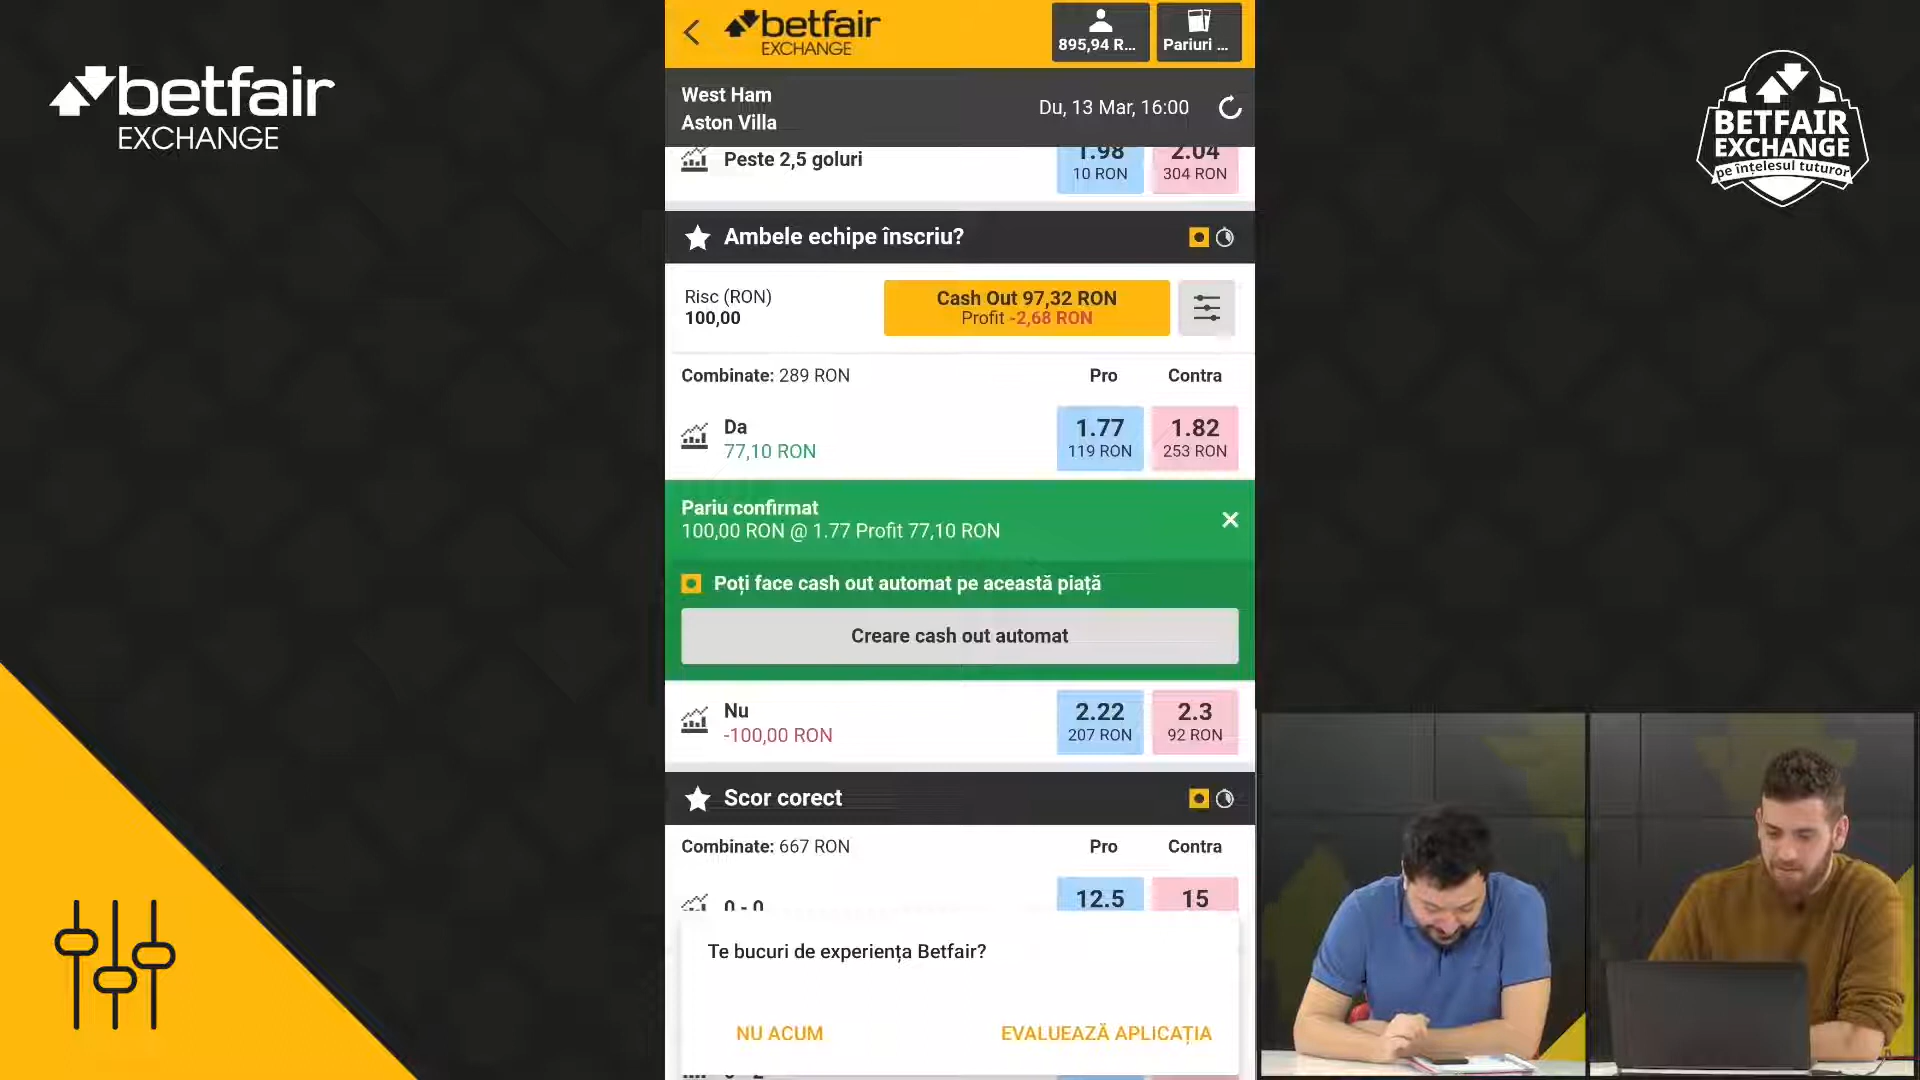 betfair
EXCHANGE
betfair
EXCHANGE
895,94 R...
Pariuri ...
West Ham
Aston Villa
Du, 13 Mar, 16:00
Peste 2,5 goluri
1.98
10 RON
2.04
304 RON
Ambele echipe înscriu?
Risc (RON)
100,00
Cash Out 97,32 RON
Profit -2,68 RON
Combinate: 289 RON
Pro
Contra
Da
77,10 RON
1.77
119 RON
1.82
253 RON
Pariu confirmat
100,00 RON @ 1.77 Profit 77,10 RON
Poți face cash out automat pe această piață
Creare cash out automat
Nu
-100,00 RON
2.22
207 RON
2.3
92 RON
Scor corect
Combinate: 667 RON
Pro
Contra
0 - 0
12.5
15
Te bucuri de experiența Betfair?
NU ACUM
EVALUEAZĂ APLICAȚIA
BETFAIR
EXCHANGE
pe înțelesul tuturor